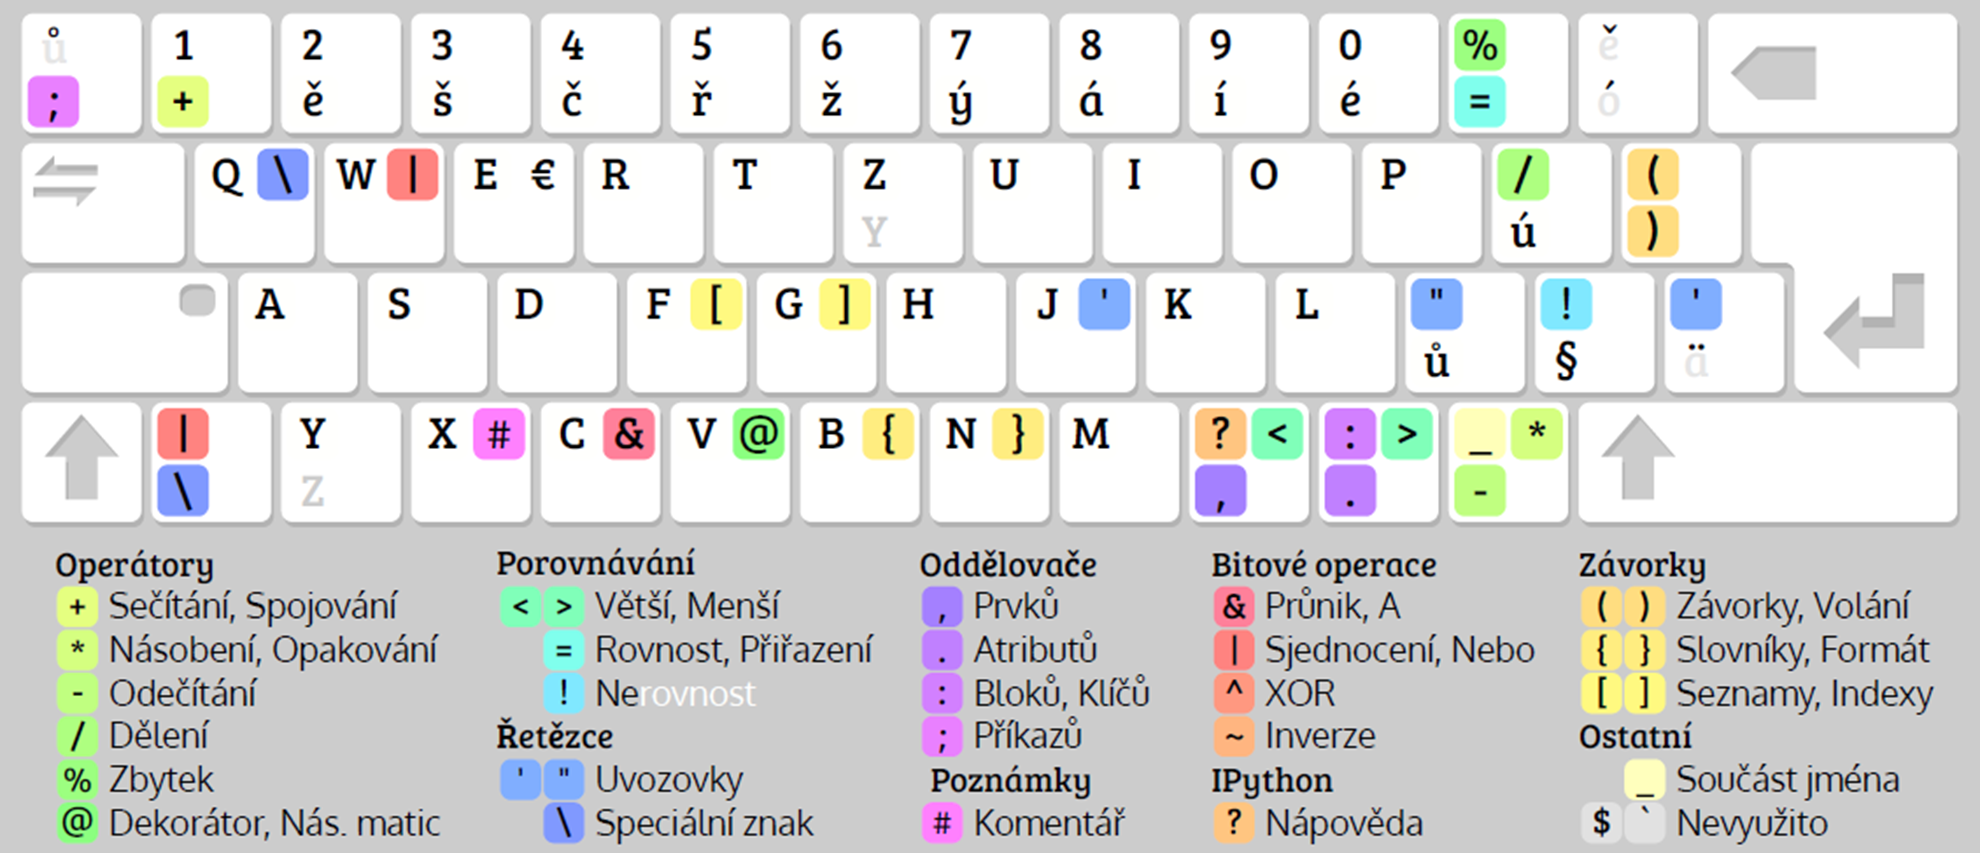 ů 1 2 3 4 5 6 7 8 9 0 % ě
; + ě š č ř ž ý á í é = ó
Q \ W | E € R T Z U I O P / (
Y ú )
A S D F [ G ] H J ' K L " ! '
ů § ä
| Y X # C & V @ B { N } M ? < : > _ *
\ Z , . -
Operátory
+ Sečítání, Spojování
* Násobení, Opakování
- Odečítání
/ Dělení
% Zbytek
@ Dekorátor, Nás. matic
Porovnávání
< > Větší, Menší
= Rovnost, Přiřazení
! Nerovnost
Řetězce
' " Uvozovky
\ Speciální znak
Oddělovače
, Prvků
. Atributů
: Bloků, Klíčů
; Příkazů
Poznámky
# Komentář
Bitové operace
& Průnik, A
| Sjednocení, Nebo
^ XOR
~ Inverze
IPython
? Nápověda
Závorky
( ) Závorky, Volání
{ } Slovníky, Formát
[ ] Seznamy, Indexy
Ostatní
_ Součást jména
$ ` Nevyužito